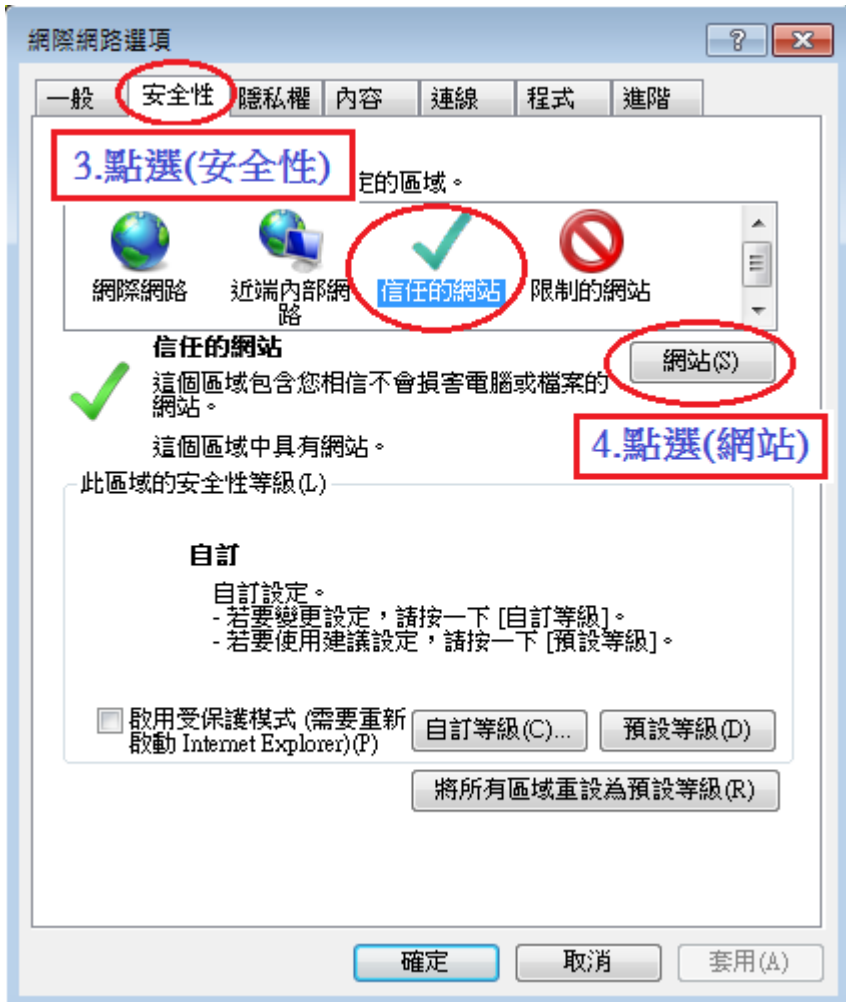 網際網路選項
一般 安全性 隱私權 內容 連線 程式 進階
3.點選(安全性)
定的區域。
網際網路 近端內部網路 信任的網站 限制的網站
信任的網站
網站(S)
這個區域包含您相信不會損害電腦或檔案的
網站。
這個區域中具有網站。
4.點選(網站)
此區域的安全性等級(L)
自訂
自訂設定。
- 若要變更設定，請按一下 [自訂等級]。
- 若要使用建議設定，請按一下 [預設等級]。
啟用受保護模式 (需要重新
啟動 Internet Explorer)(P)
自訂等級(C)... 預設等級(D)
將所有區域重設為預設等級(R)
確定 取消 套用(A)